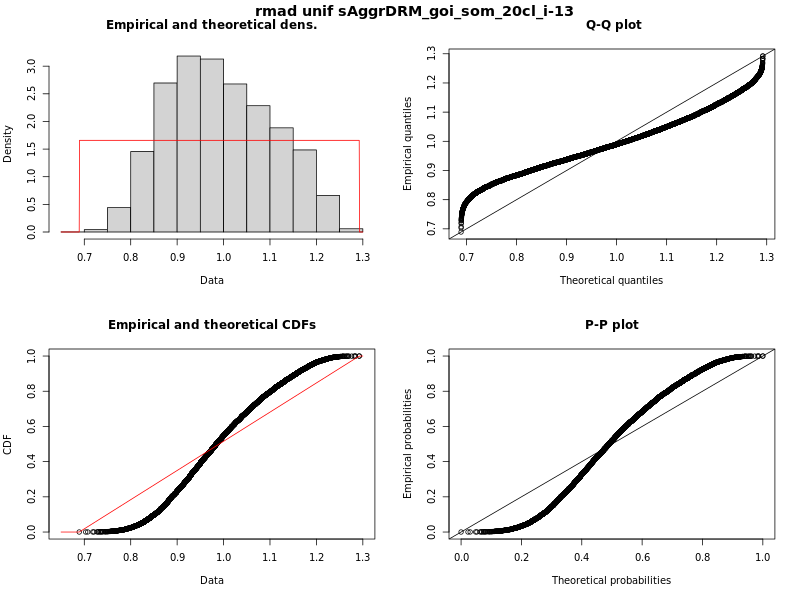 rmad unif sAggrDRM_goi_som_20cl_i-13
Empirical and theoretical dens.
Density
0.0 0.5 1.0 1.5 2.0 2.5 3.0
0.7 0.8 0.9 1.0 1.1 1.2 1.3
Data
Q-Q plot
Empirical quantiles
0.7 0.8 0.9 1.0 1.1 1.2 1.3
0.7 0.8 0.9 1.0 1.1 1.2 1.3
Theoretical quantiles
Empirical and theoretical CDFs
CDF
0.0 0.2 0.4 0.6 0.8 1.0
0.7 0.8 0.9 1.0 1.1 1.2 1.3
Data
P-P plot
Empirical probabilities
0.0 0.2 0.4 0.6 0.8 1.0
0.0 0.2 0.4 0.6 0.8 1.0
Theoretical probabilities